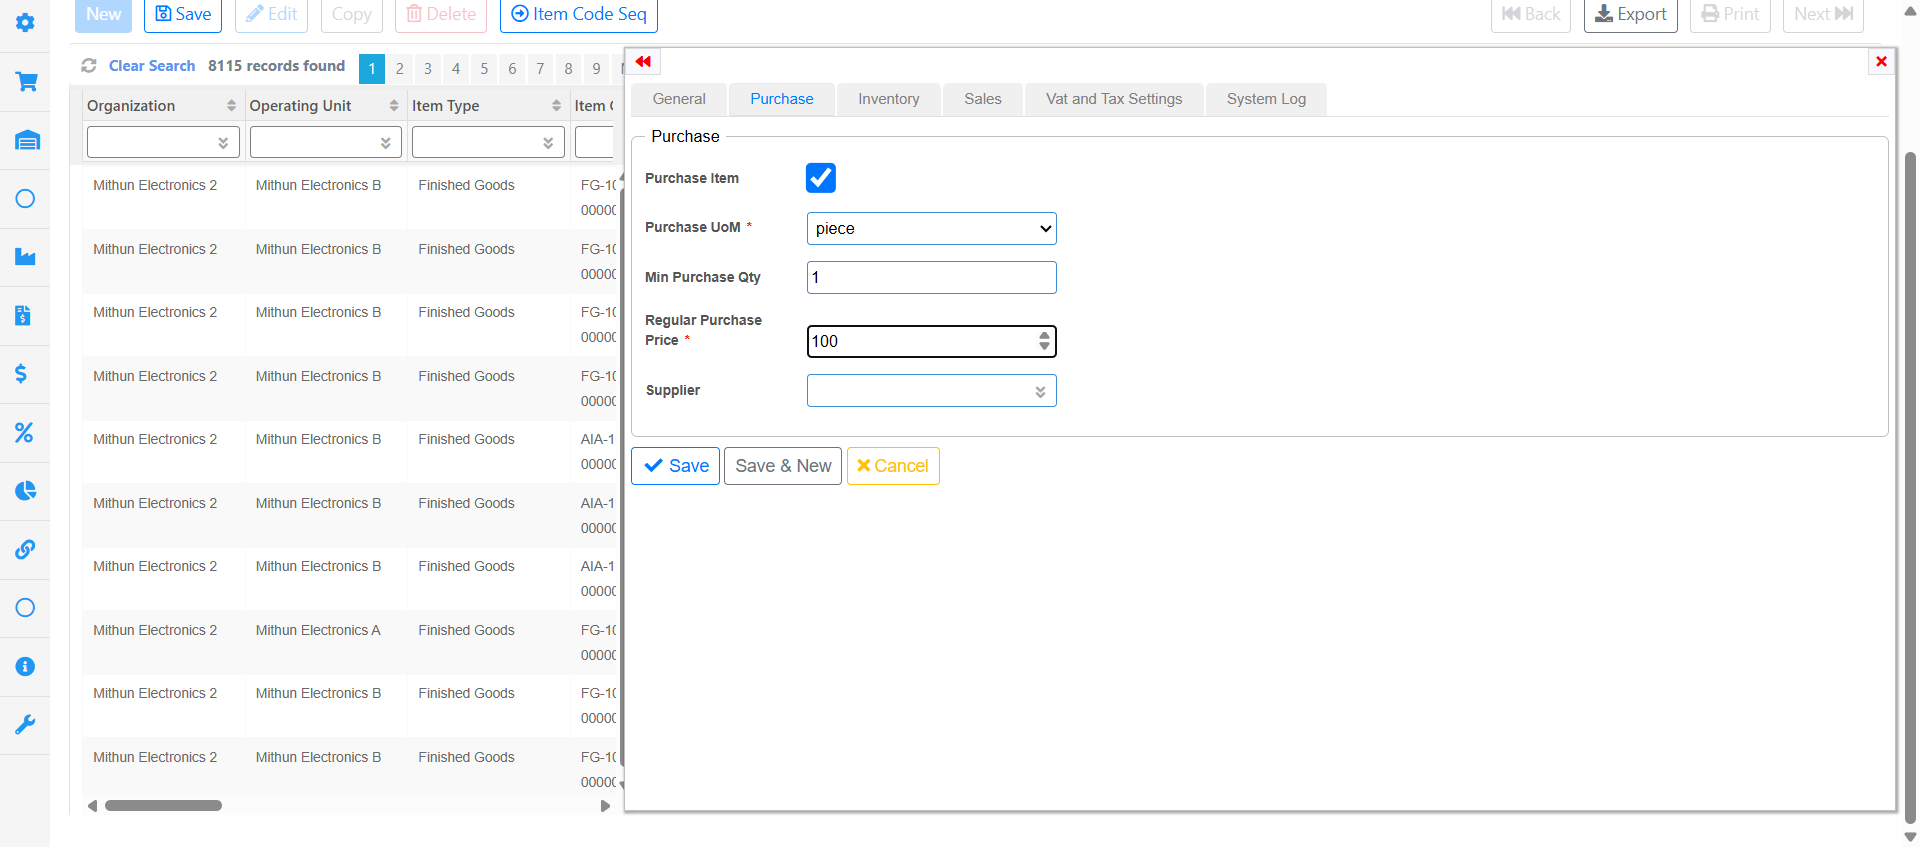 New Save Edit Copy Delete Item Code Seq Back Export Print Next
Clear Search 8115 records found 1 2 3 4 5 6 7 8 9
Organization Operating Unit Item Type Item
Mithun Electronics 2 Mithun Electronics B Finished Goods FG-10
0000
Mithun Electronics 2 Mithun Electronics B Finished Goods FG-10
0000
Mithun Electronics 2 Mithun Electronics B Finished Goods FG-10
0000
Mithun Electronics 2 Mithun Electronics B Finished Goods FG-10
0000
Mithun Electronics 2 Mithun Electronics B Finished Goods AIA-1
0000
Mithun Electronics 2 Mithun Electronics B Finished Goods AIA-1
0000
Mithun Electronics 2 Mithun Electronics B Finished Goods AIA-1
0000
Mithun Electronics 2 Mithun Electronics A Finished Goods FG-10
0000
Mithun Electronics 2 Mithun Electronics B Finished Goods FG-10
0000
Mithun Electronics 2 Mithun Electronics B Finished Goods FG-10
0000
General Purchase Inventory Sales Vat and Tax Settings System Log
Purchase
Purchase Item
Purchase UoM * piece
Min Purchase Qty 1
Regular Purchase
Price * 100
Supplier
Save Save & New Cancel